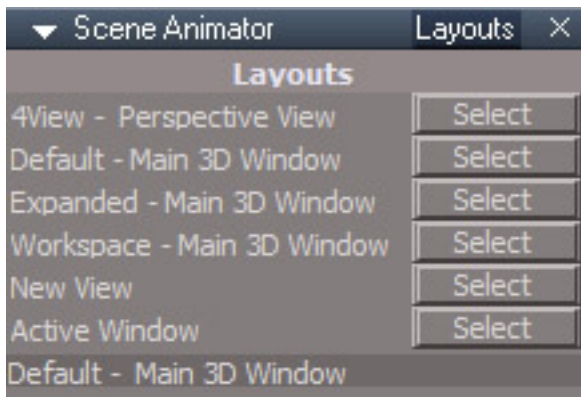 Scene Animator Layouts ×
Layouts
4View - Perspective View Select
Default - Main 3D Window Select
Expanded - Main 3D Window Select
Workspace - Main 3D Window Select
New View Select
Active Window Select
Default - Main 3D Window